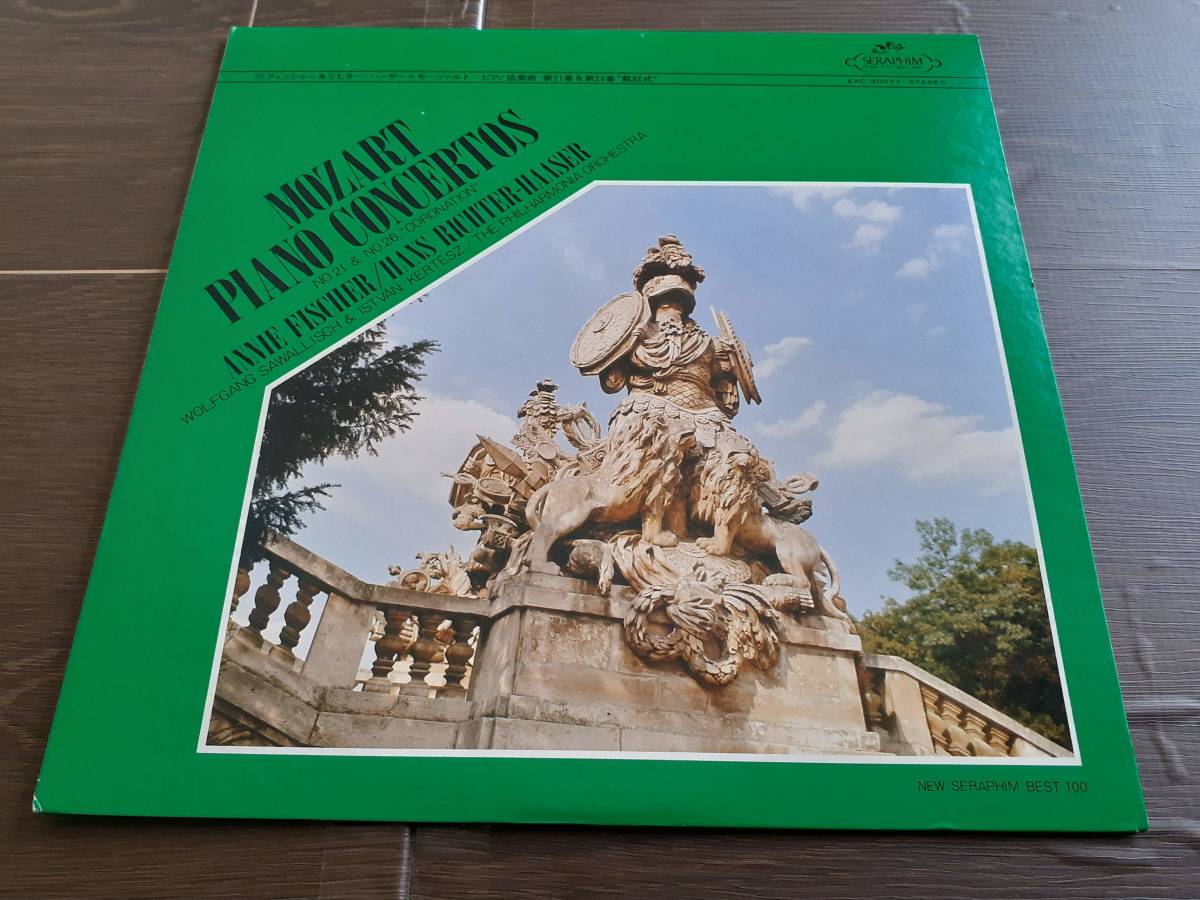 SERAPHIM
EAC-30077 STEREO
77 フィッシャー&リヒター・ハーザー=モーツァルト ピアノ協奏曲 第21番&第26番"戴冠式"
MOZART
PIANO CONCERTOS
NO.21 & NO.26,"CORONATION"
ANNIE FISCHER/HANS RICHTER-HAASER
WOLFGANG SAWALLISCH & ISTVAN KERTESZ/THE PHILHARMONIA ORCHESTRA
NEW SERAPHIM BEST 100